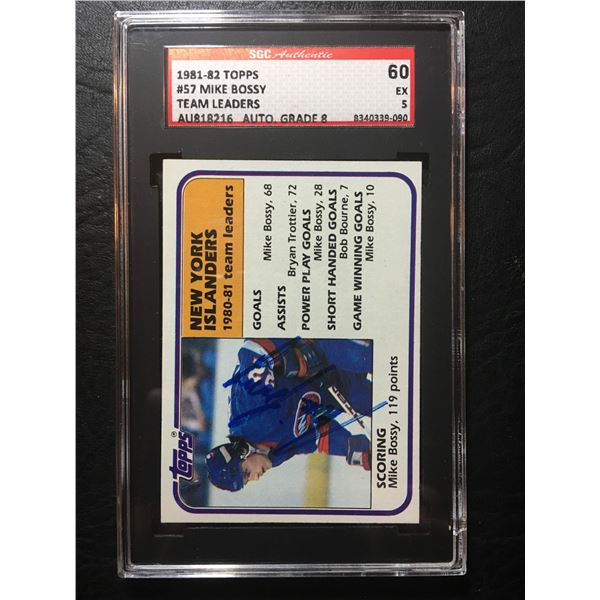 SGC Authentic
1981-82 TOPPS
#57 MIKE BOSSY
TEAM LEADERS
AU818216 AUTO. GRADE 8
60
EX
5
8340339-090
topps®
NEW YORK
ISLANDERS
1980-81 team leaders
GOALS
Mike Bossy, 68
ASSISTS
Bryan Trottier, 72
POWER PLAY GOALS
Mike Bossy, 28
SHORT HANDED GOALS
Bob Bourne, 7
GAME WINNING GOALS
Mike Bossy, 10
SCORING
Mike Bossy, 119 points